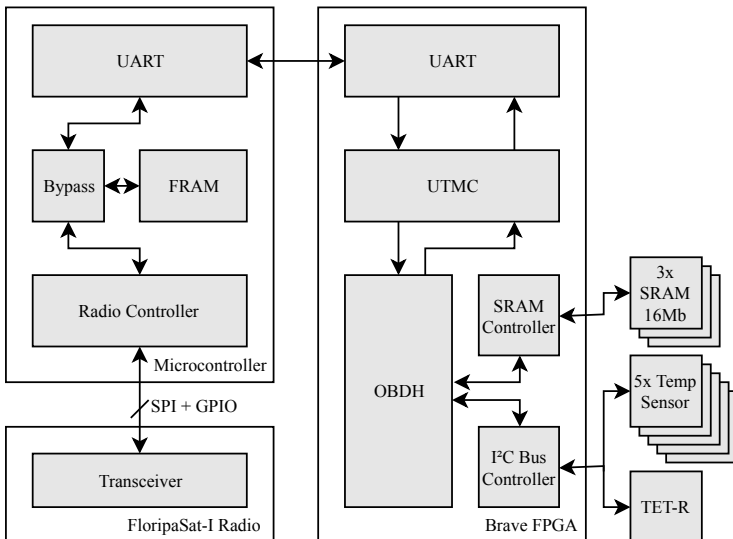 UART
UART
Bypass
FRAM
UTMC
Radio Controller
Microcontroller
SPI + GPIO
Transceiver
FloripaSat-I Radio
OBDH
SRAM
Controller
I²C Bus
Controller
Brave FPGA
3x
SRAM
16Mb
5x Temp
Sensor
TET-R